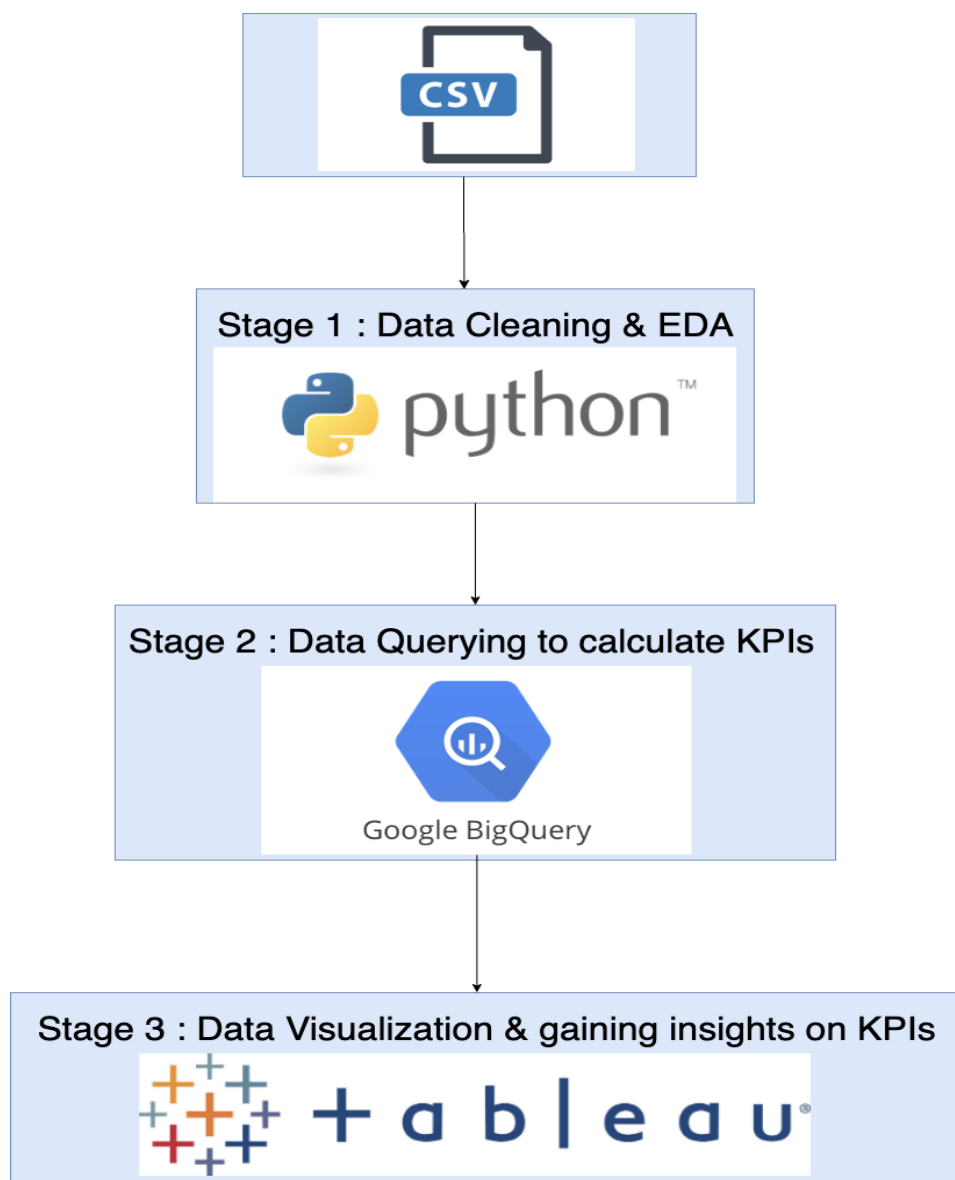 CSV
Stage 1 : Data Cleaning & EDA
python™
Stage 2 : Data Querying to calculate KPIs
Google BigQuery
Stage 3 : Data Visualization & gaining insights on KPIs
+ableau®